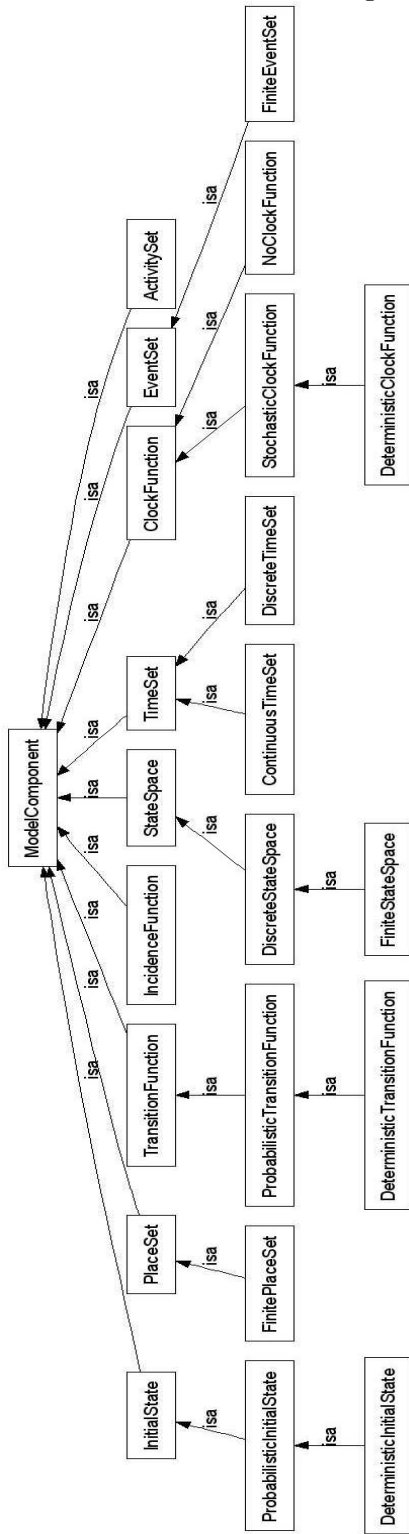 ModelComponent
isa
isa
isa
isa
isa
isa
isa
isa
isa
InitialState
PlaceSet
TransitionFunction
IncidenceFunction
StateSpace
TimeSet
ClockFunction
EventSet
ActivitySet
isa
isa
isa
isa
isa
isa
isa
isa
isa
ProbabilisticInitialState
FinitePlaceSet
ProbabilisticTransitionFunction
DiscreteStateSpace
ContinuousTimeSet
DiscreteTimeSet
StochasticClockFunction
NoClockFunction
FiniteEventSet
isa
isa
isa
isa
DeterministicInitialState
DeterministicTransitionFunction
FiniteStateSpace
DeterministicClockFunction